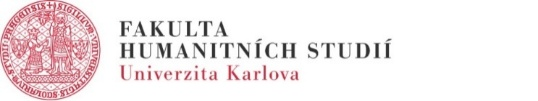 FAKULTA
HUMANITNÍCH STUDIÍ
Univerzita Karlova